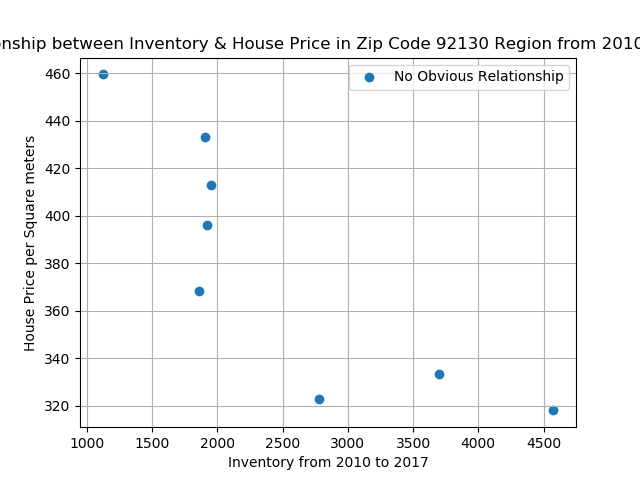 onship between Inventory & House Price in Zip Code 92130 Region from 2010
No Obvious Relationship
House Price per Square meters
460
440
420
400
380
360
340
320
1000 1500 2000 2500 3000 3500 4000 4500
Inventory from 2010 to 2017